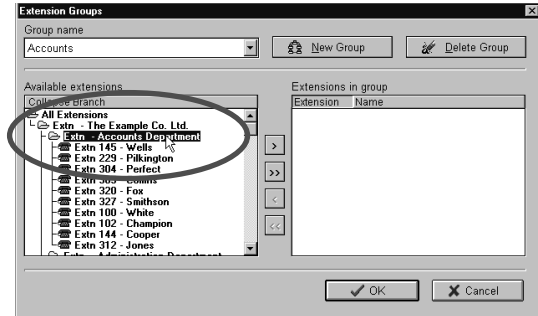 Extension Groups
Group name
Accounts
New Group
Delete Group
Available extensions
Extensions in group
Collapse Branch
Extension Name
All Extensions
Extn - The Example Co. Ltd.
Extn - Accounts Department
Extn 145 - Wells
Extn 229 - Pilkington
Extn 304 - Perfect
Extn 305 - Collins
Extn 320 - Fox
Extn 327 - Smithson
Extn 100 - White
Extn 102 - Champion
Extn 144 - Cooper
Extn 312 - Jones
Extn - Administration Department
>
>>
<
<<
OK
Cancel